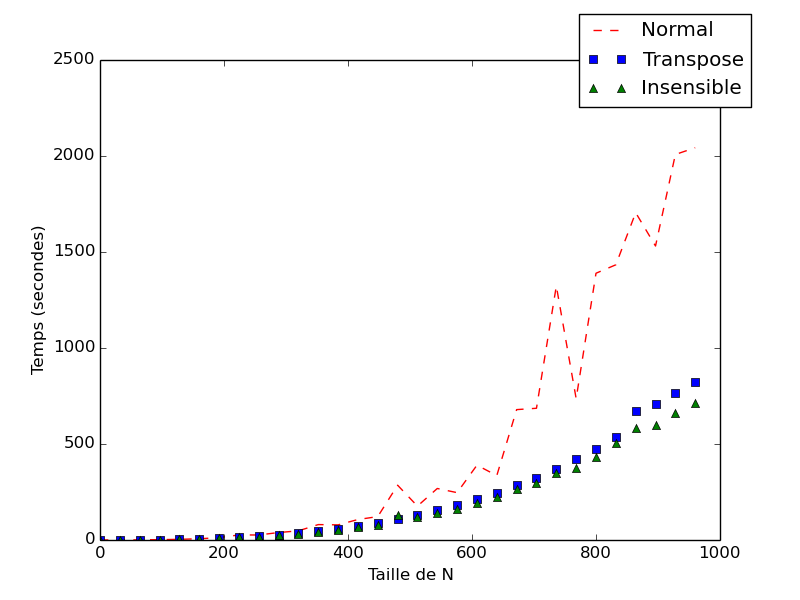 Normal
Transpose
Insensible
2500
2000
1500
1000
500
0
0 200 400 600 800 1000
Temps (secondes)
Taille de N